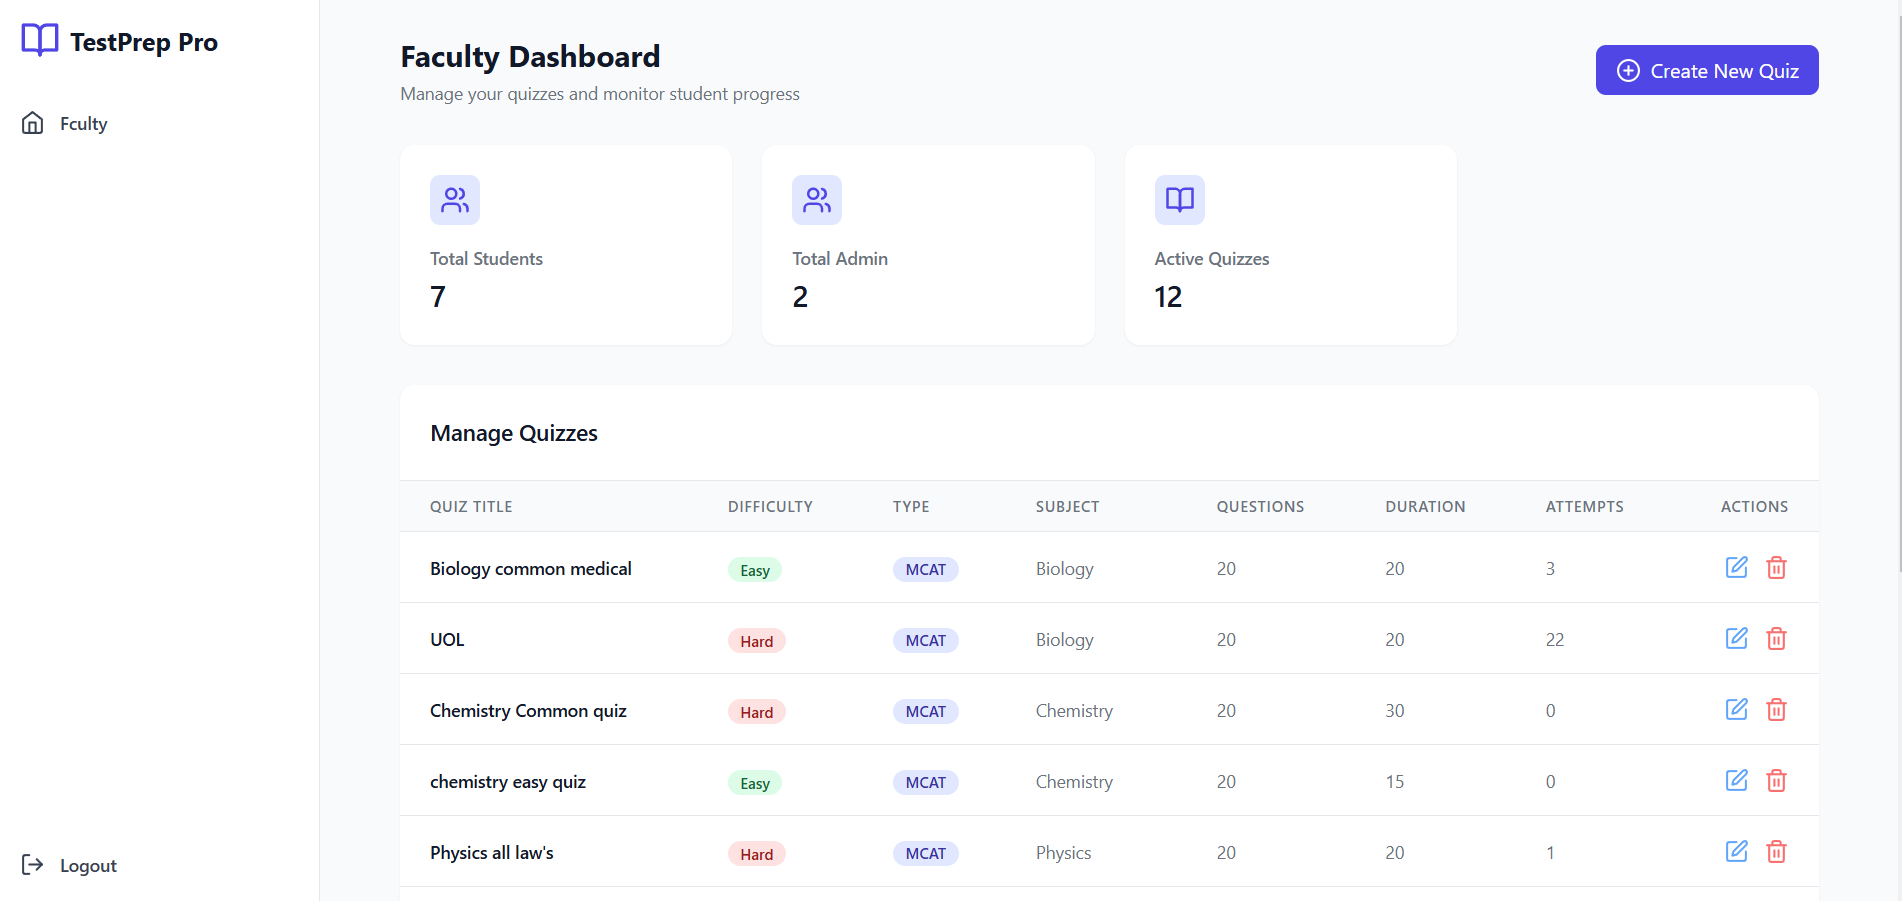 TestPrep Pro
Fculty
Logout
Faculty Dashboard
Manage your quizzes and monitor student progress
Create New Quiz
Total Students
7
Total Admin
2
Active Quizzes
12
Manage Quizzes
QUIZ TITLE DIFFICULTY TYPE SUBJECT QUESTIONS DURATION ATTEMPTS ACTIONS
Biology common medical Easy MCAT Biology 20 20 3
UOL Hard MCAT Biology 20 20 22
Chemistry Common quiz Hard MCAT Chemistry 20 30 0
chemistry easy quiz Easy MCAT Chemistry 20 15 0
Physics all law's Hard MCAT Physics 20 20 1